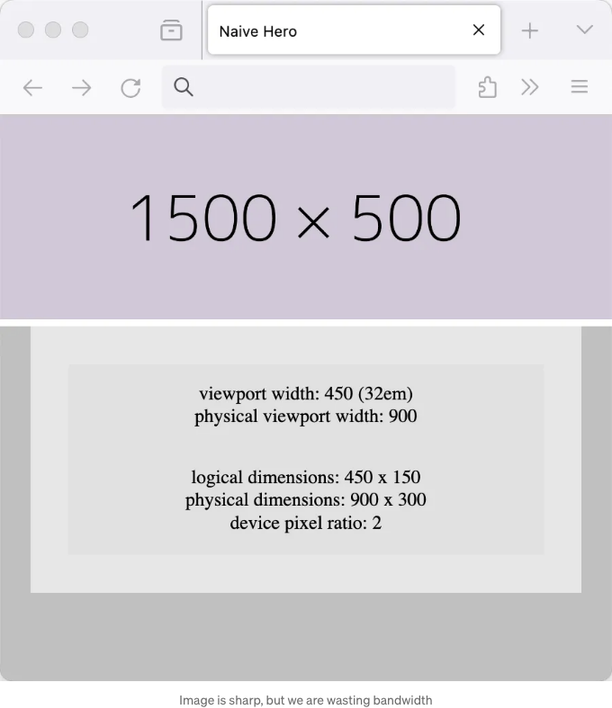 Naive Hero
1500 × 500
viewport width: 450 (32em)
physical viewport width: 900
logical dimensions: 450 x 150
physical dimensions: 900 x 300
device pixel ratio: 2
Image is sharp, but we are wasting bandwidth